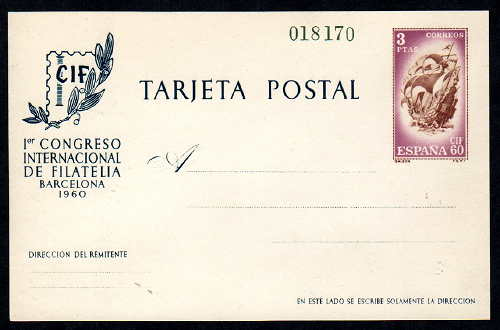 018170
CIF
TARJETA POSTAL
3
PTAS
CORREOS
1er CONGRESO
INTERNACIONAL
DE FILATELIA
BARCELONA
1960
CIF
ESPAÑA 60
A
DIRECCION DEL REMITENTE
EN ESTE LADO SE ESCRIBE SOLAMENTE LA DIRECCION